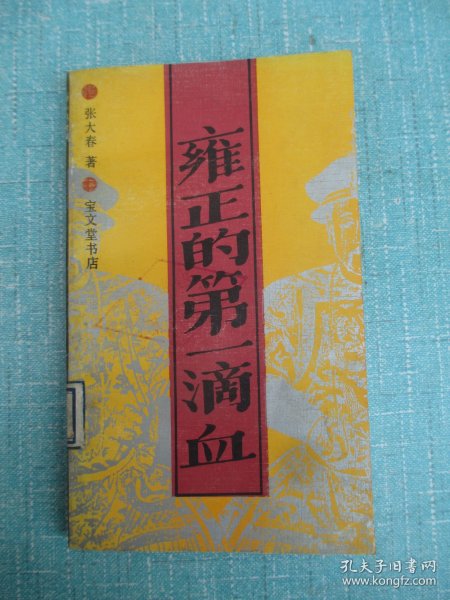 张大春 著
宝文堂书店
雍正的第一滴血
孔夫子旧书网
www.kongfz.com